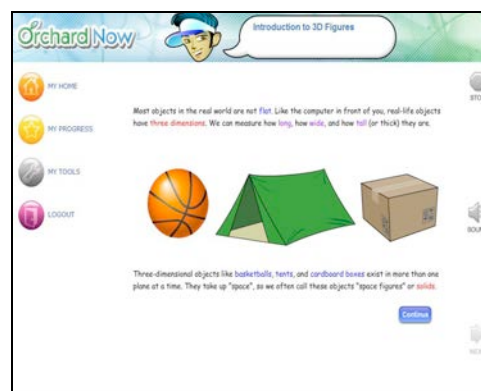 Orchard Now
Introduction to 3D Figures
MY HOME
MY PROGRESS
MY TOOLS
LOGOUT
Most objects in the real world are not flat. Like the computer in front of you, real-life objects
have three dimensions. We can measure how long, how wide, and how tall (or thick) they are.
Three-dimensional objects like basketballs, tents, and cardboard boxes exist in more than one
plane at a time. They take up "space", so we often call these objects "space figures" or solids.
Continue
STO
SOUN